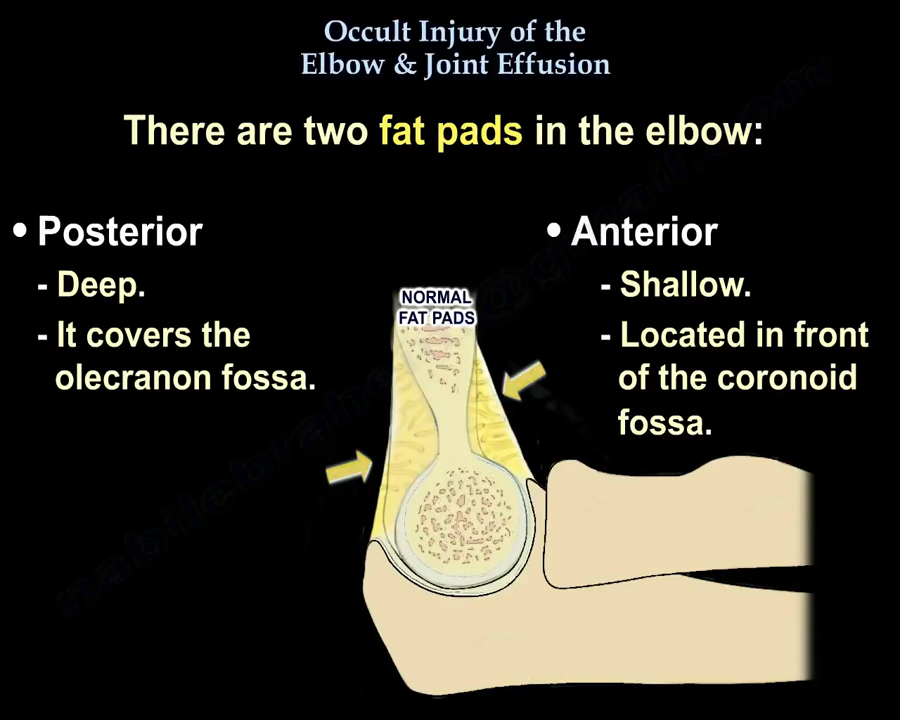 Occult Injury of the
Elbow & Joint Effusion
There are two fat pads in the elbow:
• Posterior
- Deep.
- It covers the
olecranon fossa.
• Anterior
- Shallow.
- Located in front
of the coronoid
fossa.
NORMAL
FAT PADS